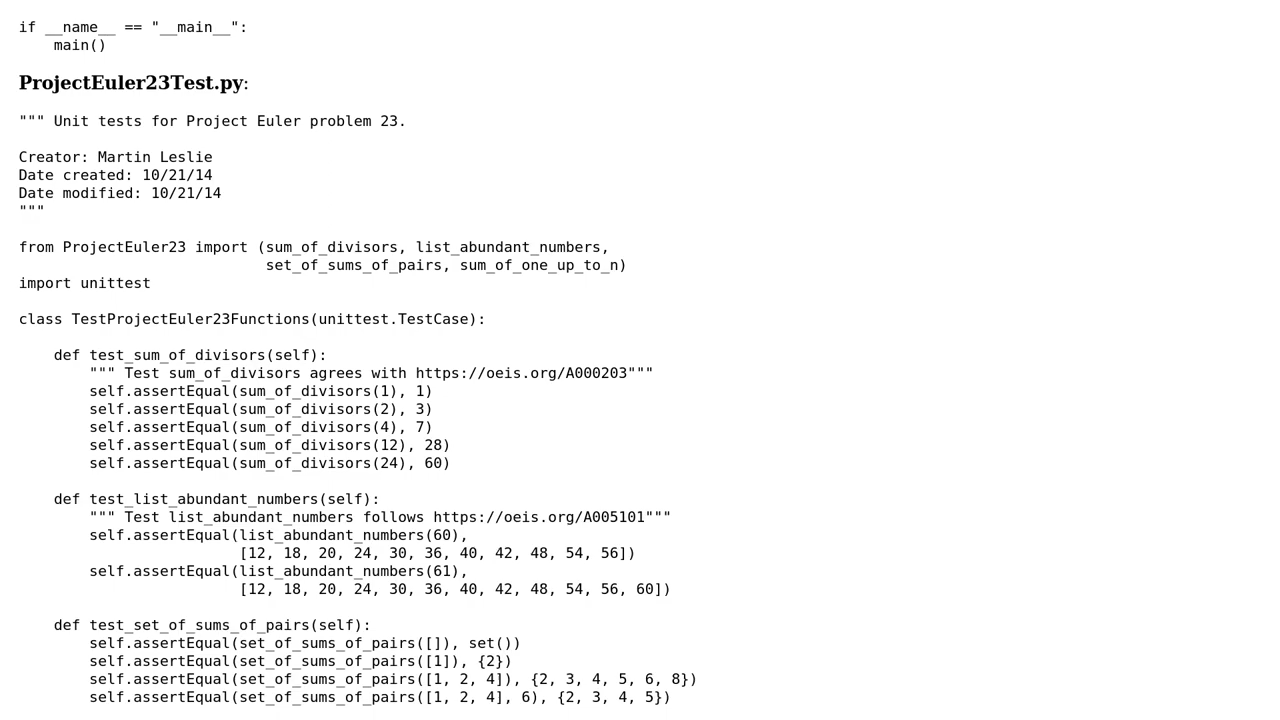 if __name__ == "__main__":
    main()
ProjectEuler23Test.py:
""" Unit tests for Project Euler problem 23.
Creator: Martin Leslie
Date created: 10/21/14
Date modified: 10/21/14
"""
from ProjectEuler23 import (sum_of_divisors, list_abundant_numbers,
                            set_of_sums_of_pairs, sum_of_one_up_to_n)
import unittest
class TestProjectEuler23Functions(unittest.TestCase):
    def test_sum_of_divisors(self):
        """ Test sum_of_divisors agrees with https://oeis.org/A000203"""
        self.assertEqual(sum_of_divisors(1), 1)
        self.assertEqual(sum_of_divisors(2), 3)
        self.assertEqual(sum_of_divisors(4), 7)
        self.assertEqual(sum_of_divisors(12), 28)
        self.assertEqual(sum_of_divisors(24), 60)
    def test_list_abundant_numbers(self):
        """ Test list_abundant_numbers follows https://oeis.org/A005101"""
        self.assertEqual(list_abundant_numbers(60),
                         [12, 18, 20, 24, 30, 36, 40, 42, 48, 54, 56])
        self.assertEqual(list_abundant_numbers(61),
                         [12, 18, 20, 24, 30, 36, 40, 42, 48, 54, 56, 60])
    def test_set_of_sums_of_pairs(self):
        self.assertEqual(set_of_sums_of_pairs([]), set())
        self.assertEqual(set_of_sums_of_pairs([1]), {2})
        self.assertEqual(set_of_sums_of_pairs([1, 2, 4]), {2, 3, 4, 5, 6, 8})
        self.assertEqual(set_of_sums_of_pairs([1, 2, 4], 6), {2, 3, 4, 5})